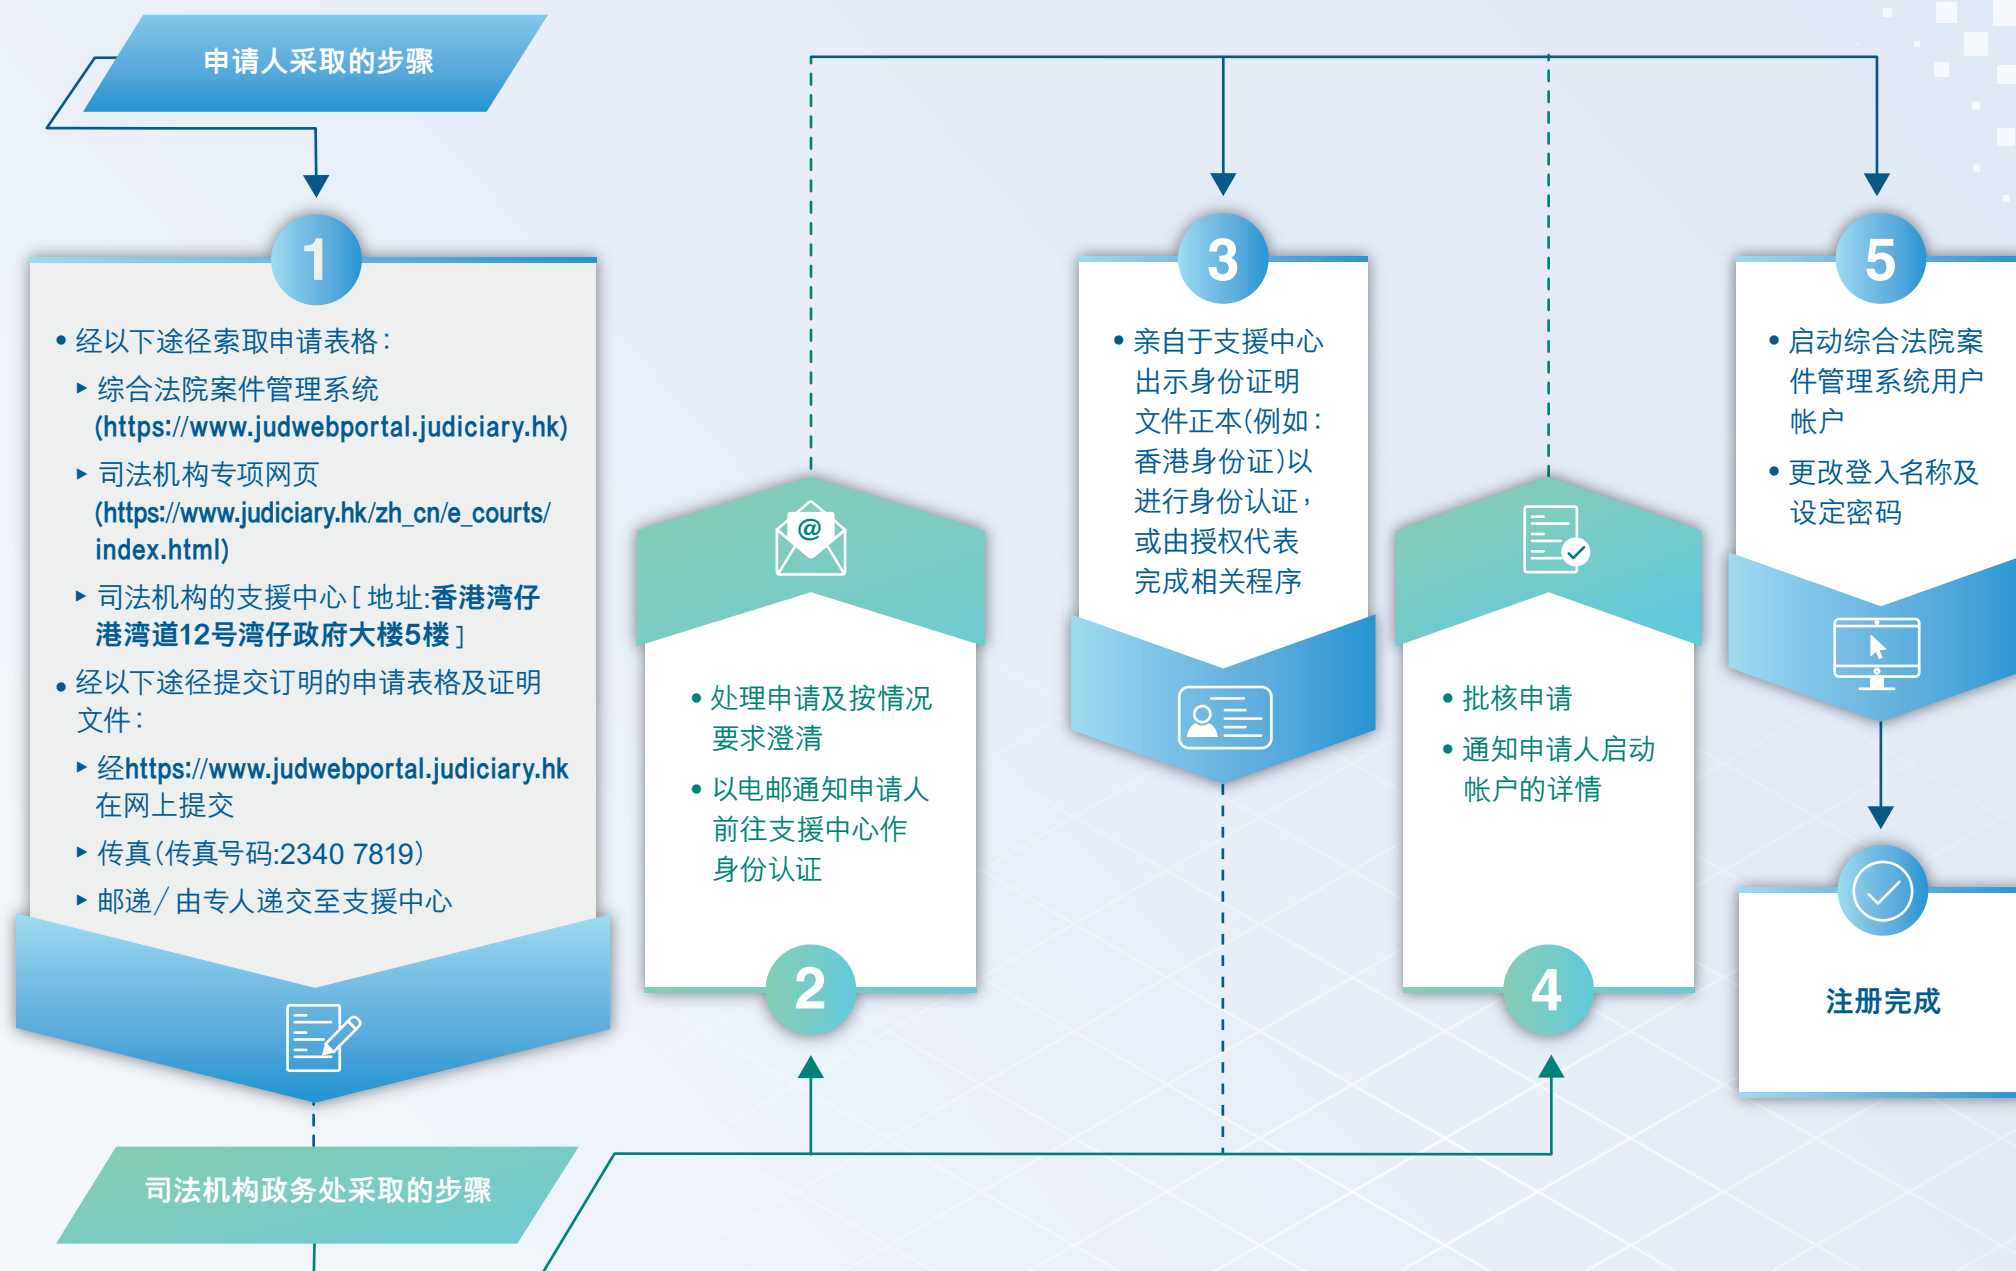 申请人采取的步骤
1
• 经以下途径索取申请表格：
▸ 综合法院案件管理系统
(https://www.judwebportal.judiciary.hk)
▸ 司法机构专项网页
(https://www.judiciary.hk/zh_cn/e_courts/
index.html)
▸ 司法机构的支援中心[地址:香港湾仔
港湾道12号湾仔政府大楼5楼]
• 经以下途径提交订明的申请表格及证明
文件：
▸ 经https://www.judwebportal.judiciary.hk
在网上提交
▸ 传真(传真号码:2340 7819)
▸ 邮递/由专人递交至支援中心
@
• 处理申请及按情况
要求澄清
• 以电邮通知申请人
前往支援中心作
身份认证
2
3
• 亲自于支援中心
出示身份证明
文件正本(例如：
香港身份证)以
进行身份认证，
或由授权代表
完成相关程序
• 批核申请
• 通知申请人启动
帐户的详情
4
5
• 启动综合法院案
件管理系统用户
帐户
• 更改登入名称及
设定密码
注册完成
司法机构政务处采取的步骤